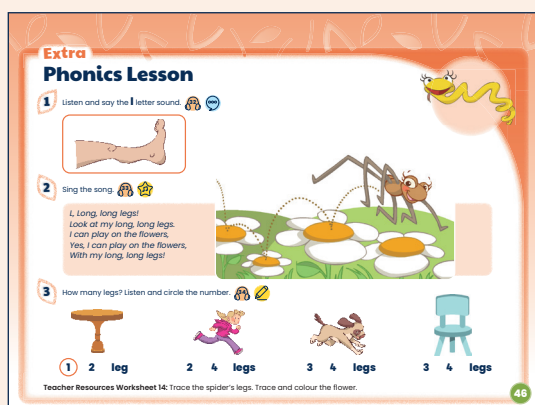 Extra
Phonics Lesson
1 Listen and say the l letter sound. 32
2 Sing the song. 33
L, Long, long legs!
Look at my long, long legs.
I can play on the flowers,
Yes, I can play on the flowers,
With my long, long legs!
3 How many legs? Listen and circle the number. 34
1 2 leg 2 4 legs 3 4 legs 3 4 legs
Teacher Resources Worksheet 14: Trace the spider's legs. Trace and colour the flower.
46